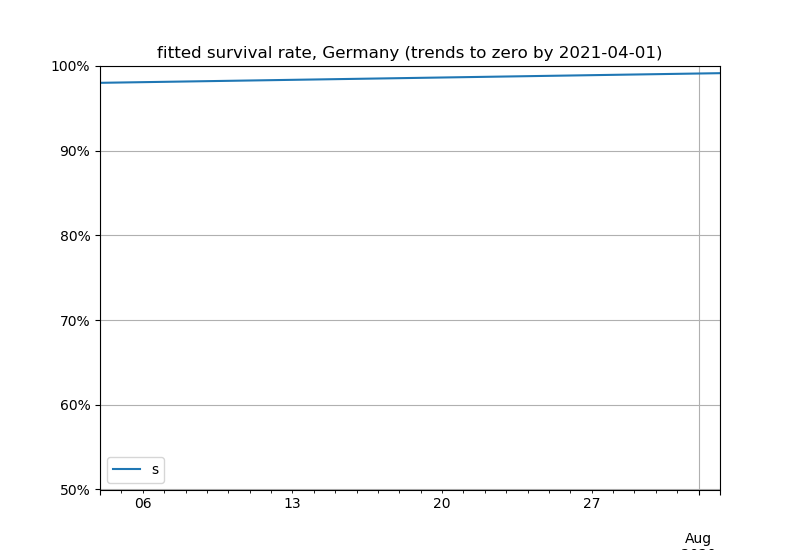 fitted survival rate, Germany (trends to zero by 2021-04-01)
100%
90%
80%
70%
60%
50%
s
06 13 20 27
Aug